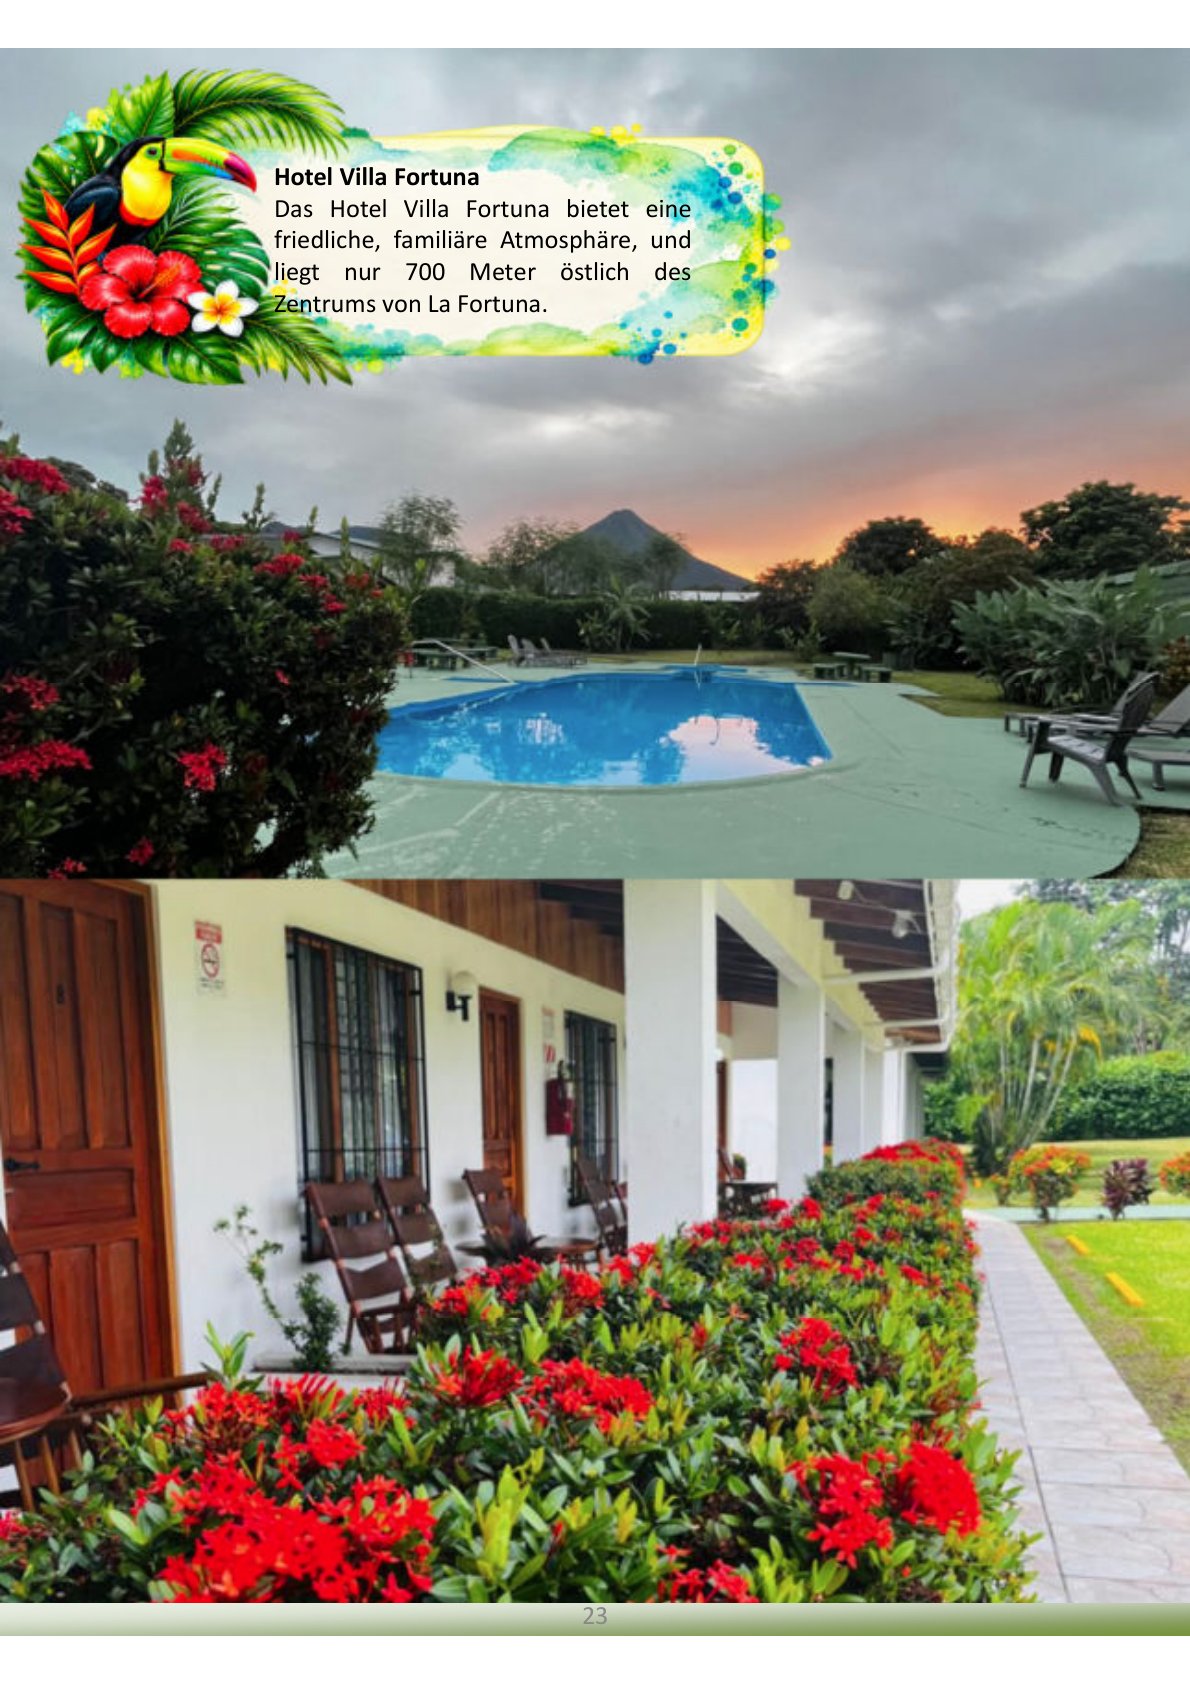 Hotel Villa Fortuna
Das Hotel Villa Fortuna bietet eine
friedliche, familiäre Atmosphäre, und
liegt nur 700 Meter östlich des
Zentrums von La Fortuna.
8
23